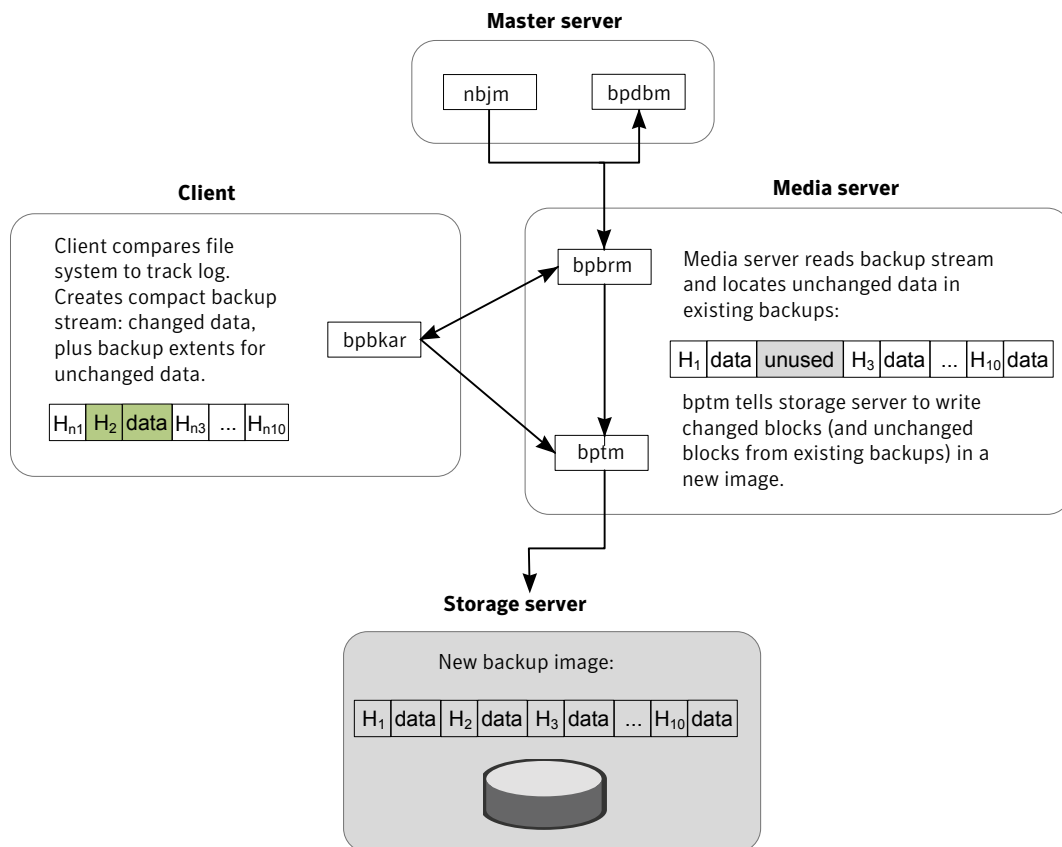 Master server
nbjm
bpdbm
Client
Client compares file
system to track log.
Creates compact backup
stream: changed data,
plus backup extents for
unchanged data.
Hn1 H2 data Hn3 ... Hn10
bpbkar
Media server
bpbrm
Media server reads backup stream
and locates unchanged data in
existing backups:
H1 data unused H3 data ... H10 data
bptm tells storage server to write
changed blocks (and unchanged
blocks from existing backups) in a
new image.
bptm
Storage server
New backup image:
H1 data H2 data H3 data ... H10 data